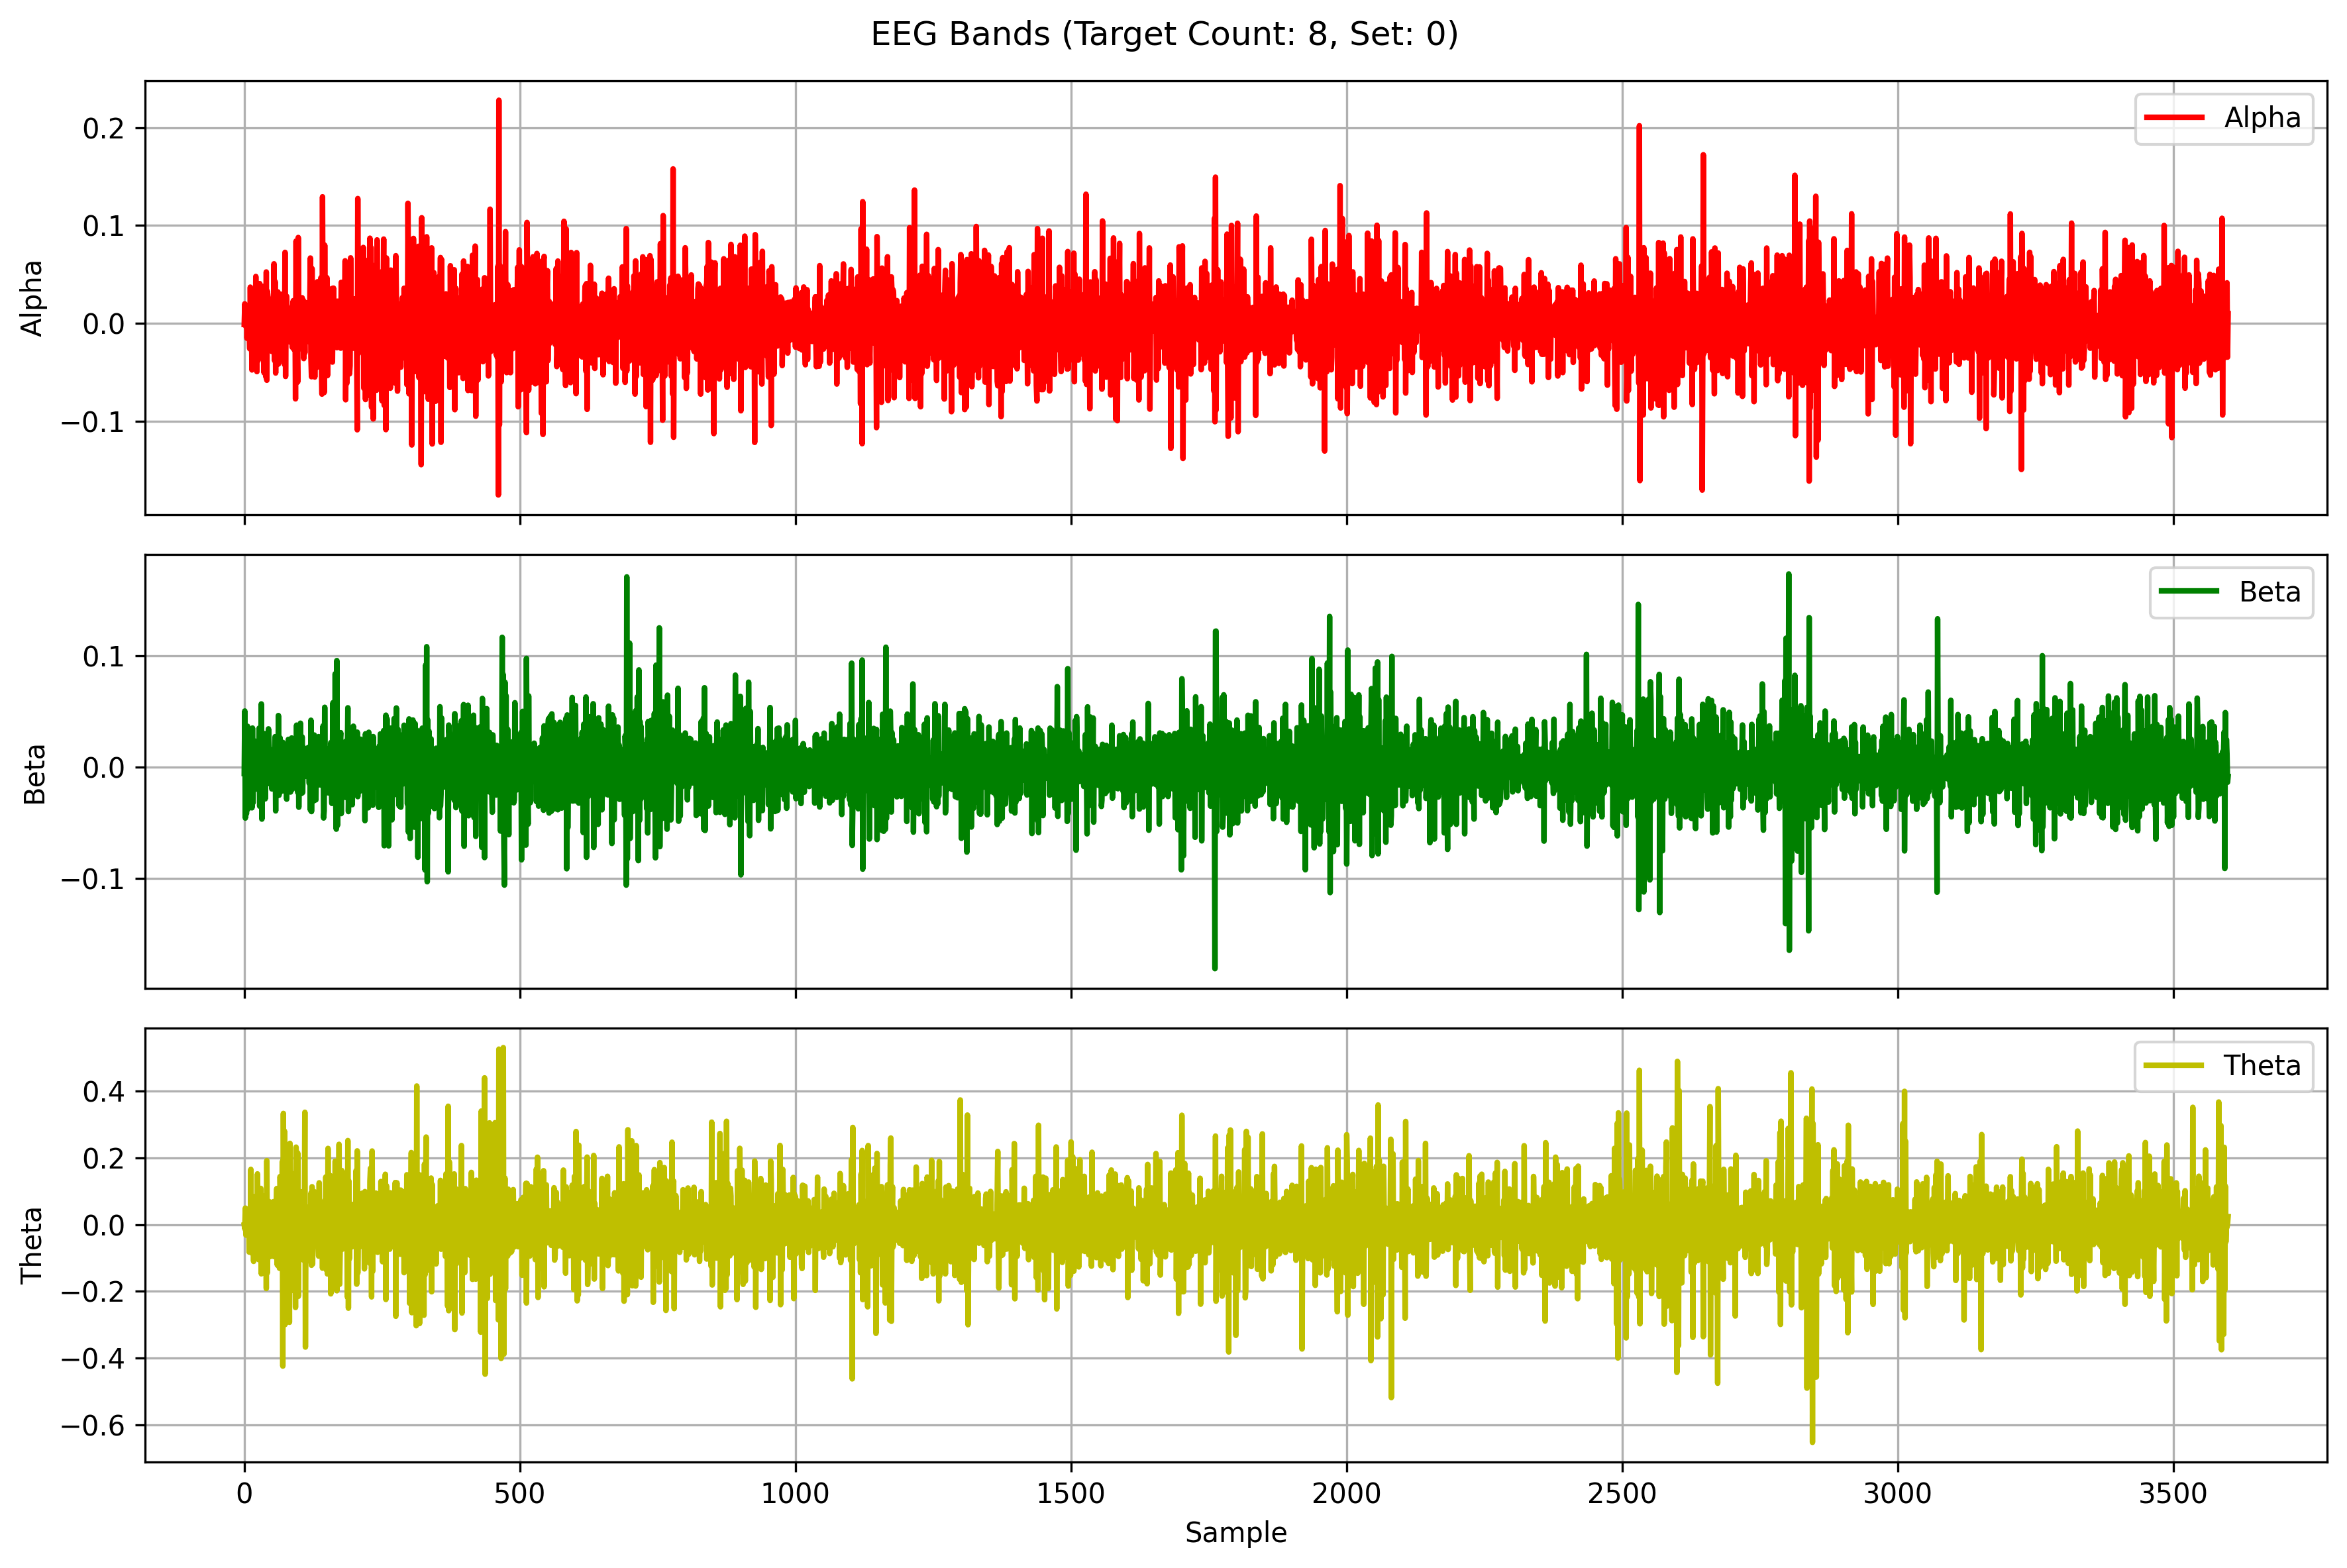 EEG Bands (Target Count: 8, Set: 0)
Alpha
0.2
0.1
0.0
−0.1
Alpha
Beta
0.1
0.0
−0.1
Beta
Theta
0.4
0.2
0.0
−0.2
−0.4
−0.6
Theta
0 500 1000 1500 2000 2500 3000 3500
Sample